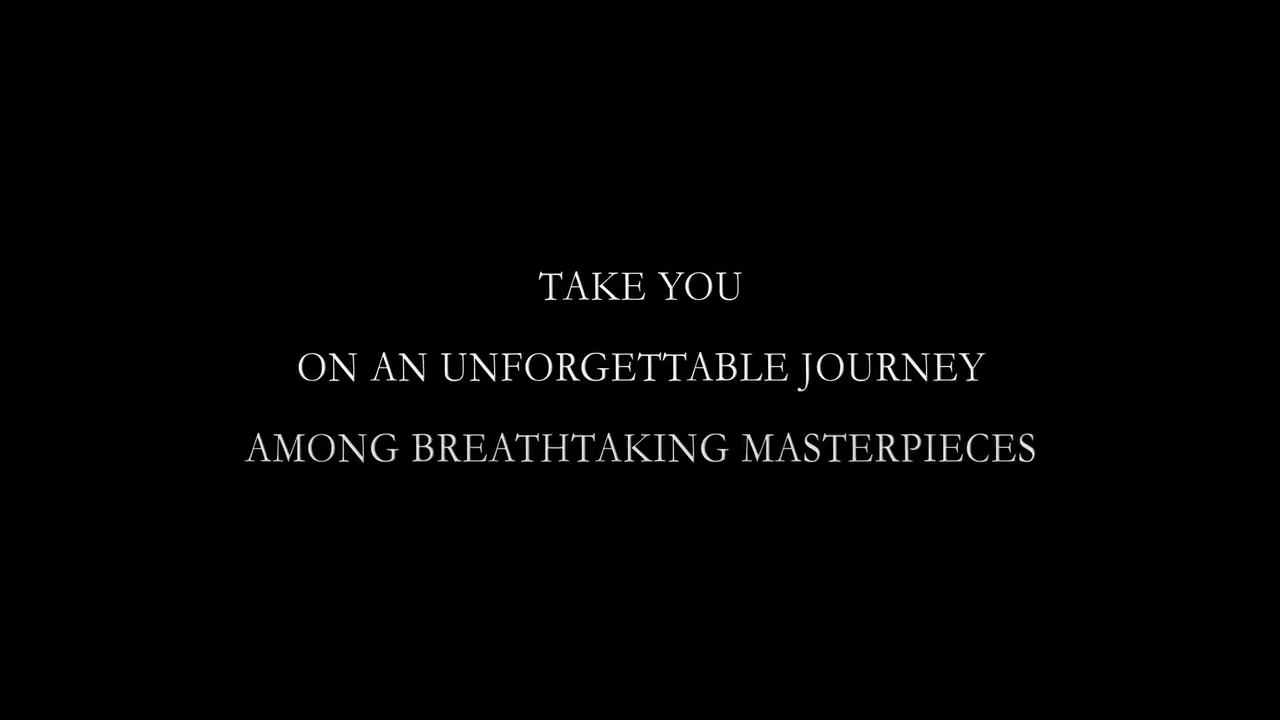 TAKE YOU
ON AN UNFORGETTABLE JOURNEY
AMONG BREATHTAKING MASTERPIECES